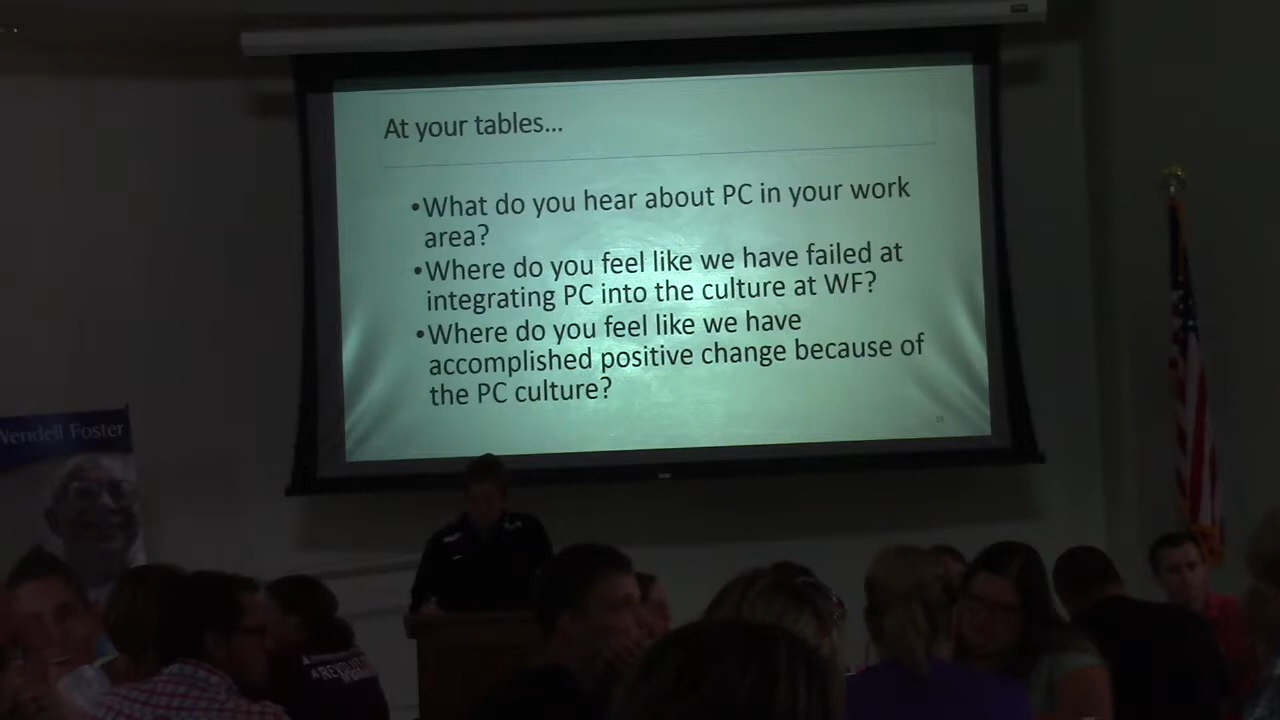 At your tables...
•What do you hear about PC in your work
area?
•Where do you feel like we have failed at
integrating PC into the culture at WF?
•Where do you feel like we have
accomplished positive change because of
the PC culture?
Wendell Foster